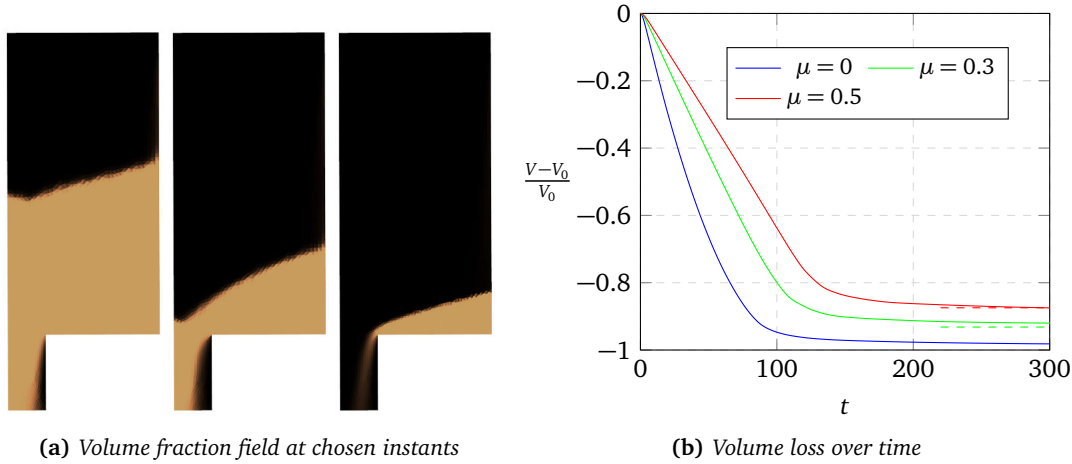 0
−0.2
−0.4
−0.6
−0.8
−1
V−V₀
V₀
μ = 0
μ = 0.3
μ = 0.5
0
100
200
300
t
(a) Volume fraction field at chosen instants
(b) Volume loss over time